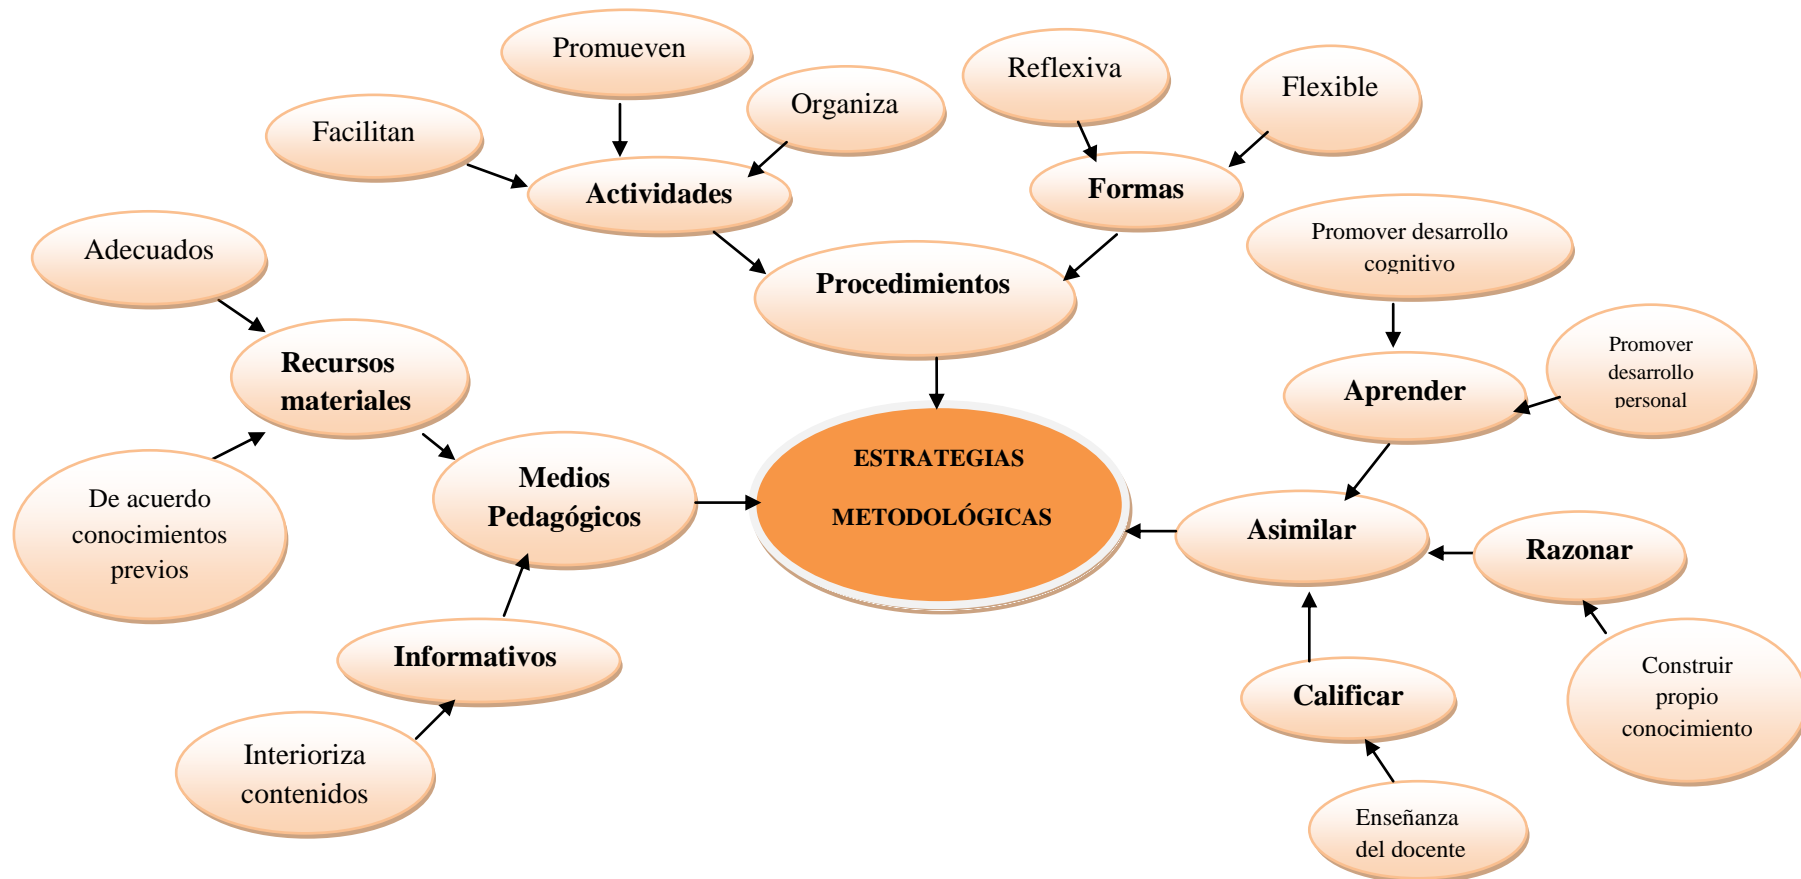 Promueven
Reflexiva
Flexible
Organiza
Facilitan
Actividades
Formas
Adecuados
Promover desarrollo
cognitivo
Procedimientos
Recursos
materiales
Promover
desarrollo
personal
Aprender
ESTRATEGIAS
METODOLÓGICAS
Medios
Pedagógicos
De acuerdo
conocimientos
previos
Asimilar
Razonar
Informativos
Calificar
Construir
propio
conocimiento
Interioriza
contenidos
Enseñanza
del docente